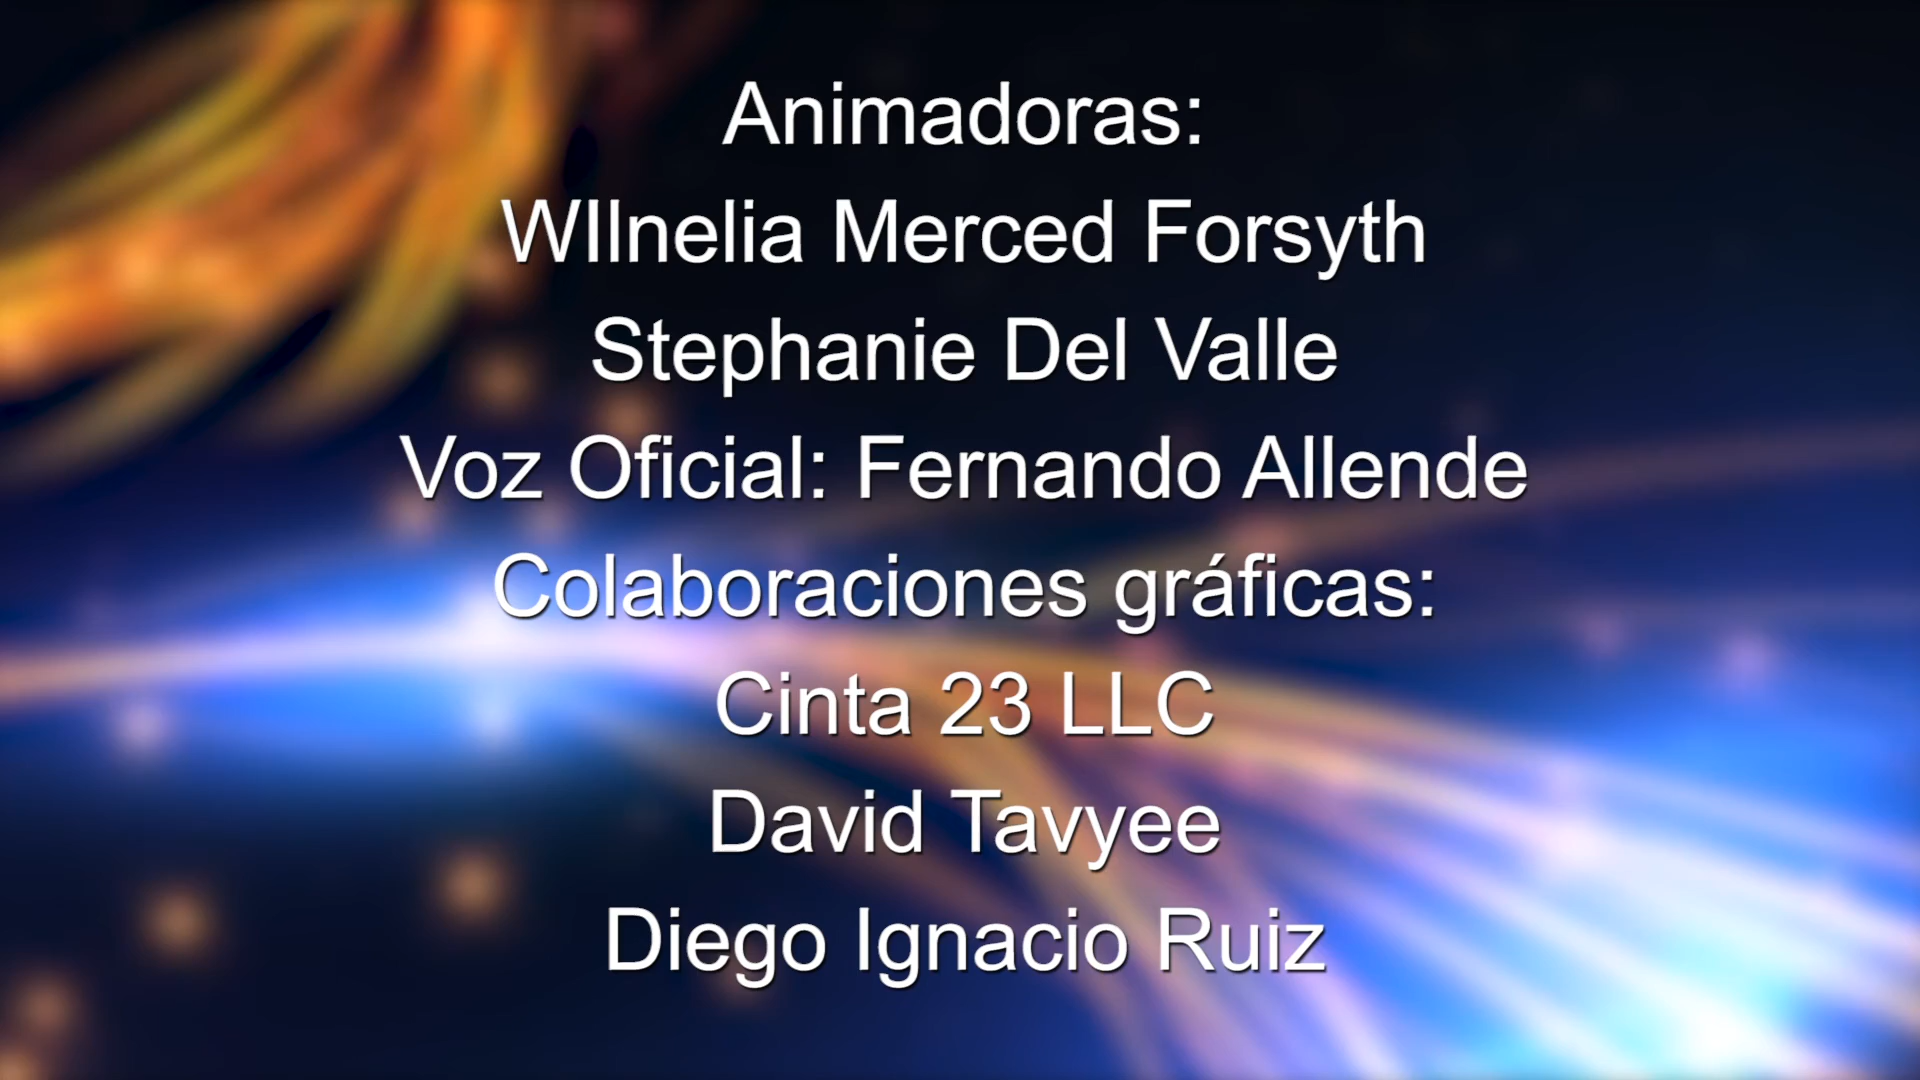 Animadoras:
WIlnelia Merced Forsyth
Stephanie Del Valle
Voz Oficial: Fernando Allende
Colaboraciones gráficas:
Cinta 23 LLC
David Tavyee
Diego Ignacio Ruiz